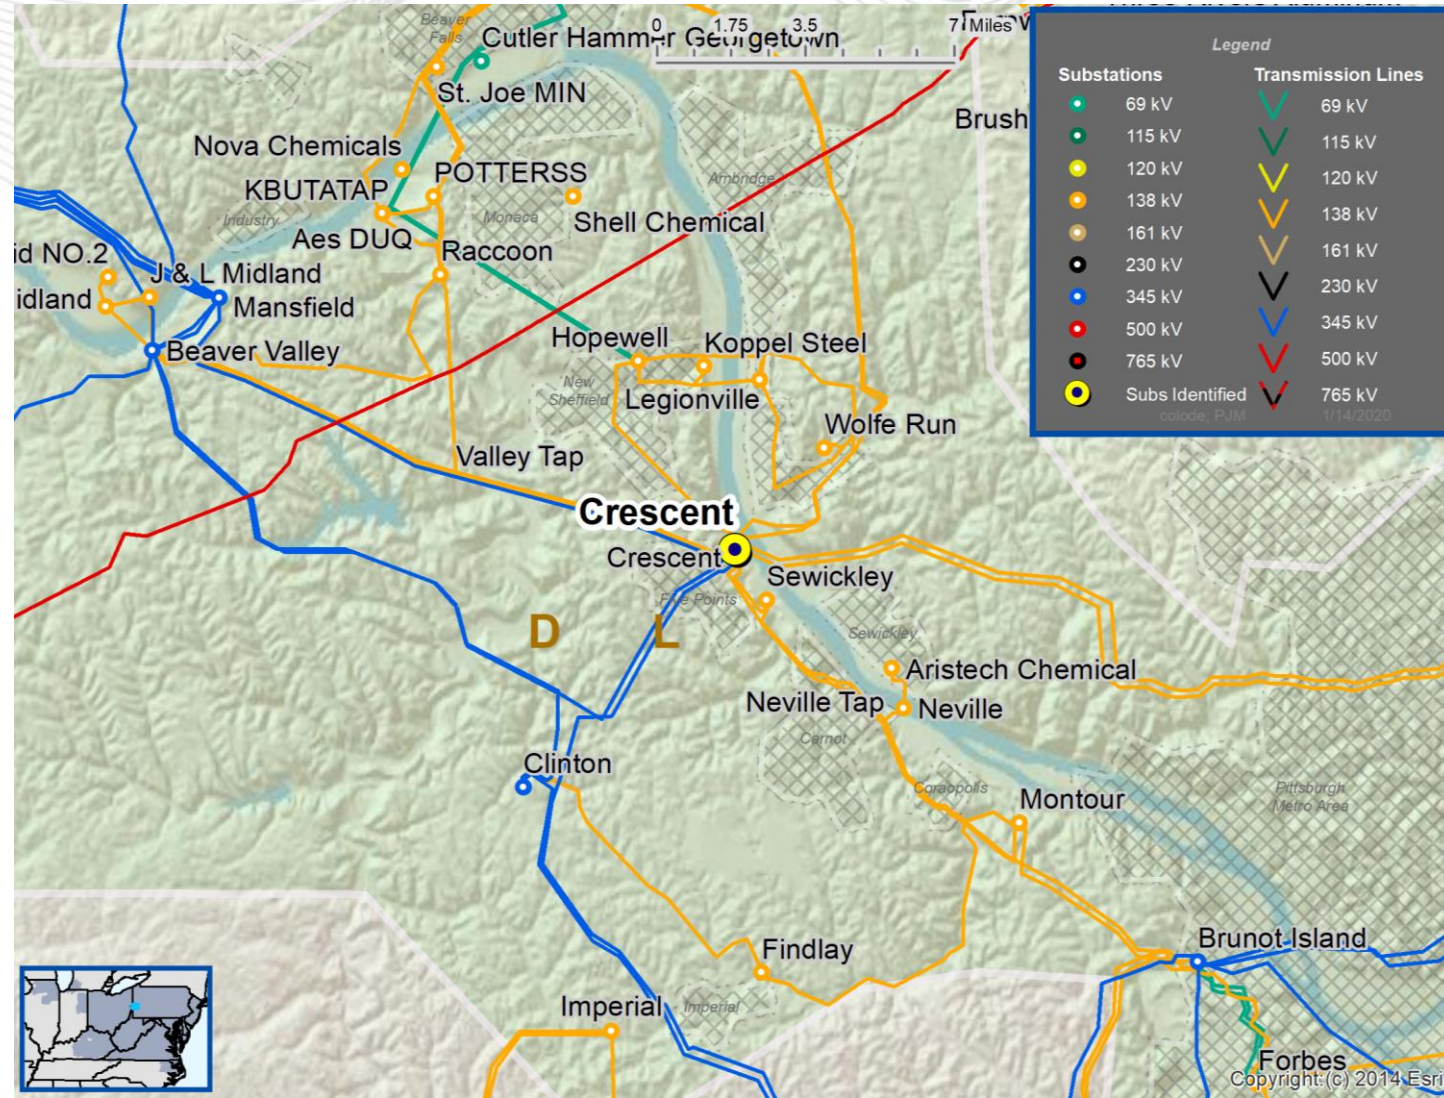 Beaver
Falls
Cutler Hammer Georgetown
0 1.75 3.5 7 Miles
St. Joe MIN
Brush
Nova Chemicals
KBUTATAP
POTTERSS
Ambridge
Industry
Monaca
Shell Chemical
Aes DUQ
Raccoon
id NO.2
J & L Midland
idland
Mansfield
Beaver Valley
Hopewell
Koppel Steel
New
Sheffield
Legionville
Wolfe Run
Valley Tap
Crescent
Crescent
Sewickley
Five Points
D L
Sewickley
Aristech Chemical
Neville Tap
Neville
Carnot
Clinton
Coraopolis
Montour
Pittsburgh
Metro Area
Findlay
Brunot Island
Imperial
Imperial
Forbes
Copyright:(c) 2014 Esri
Legend
Substations Transmission Lines
69 kV 69 kV
115 kV 115 kV
120 kV 120 kV
138 kV 138 kV
161 kV 161 kV
230 kV 230 kV
345 kV 345 kV
500 kV 500 kV
765 kV 765 kV
Subs Identified
colode, PJM 1/14/2020